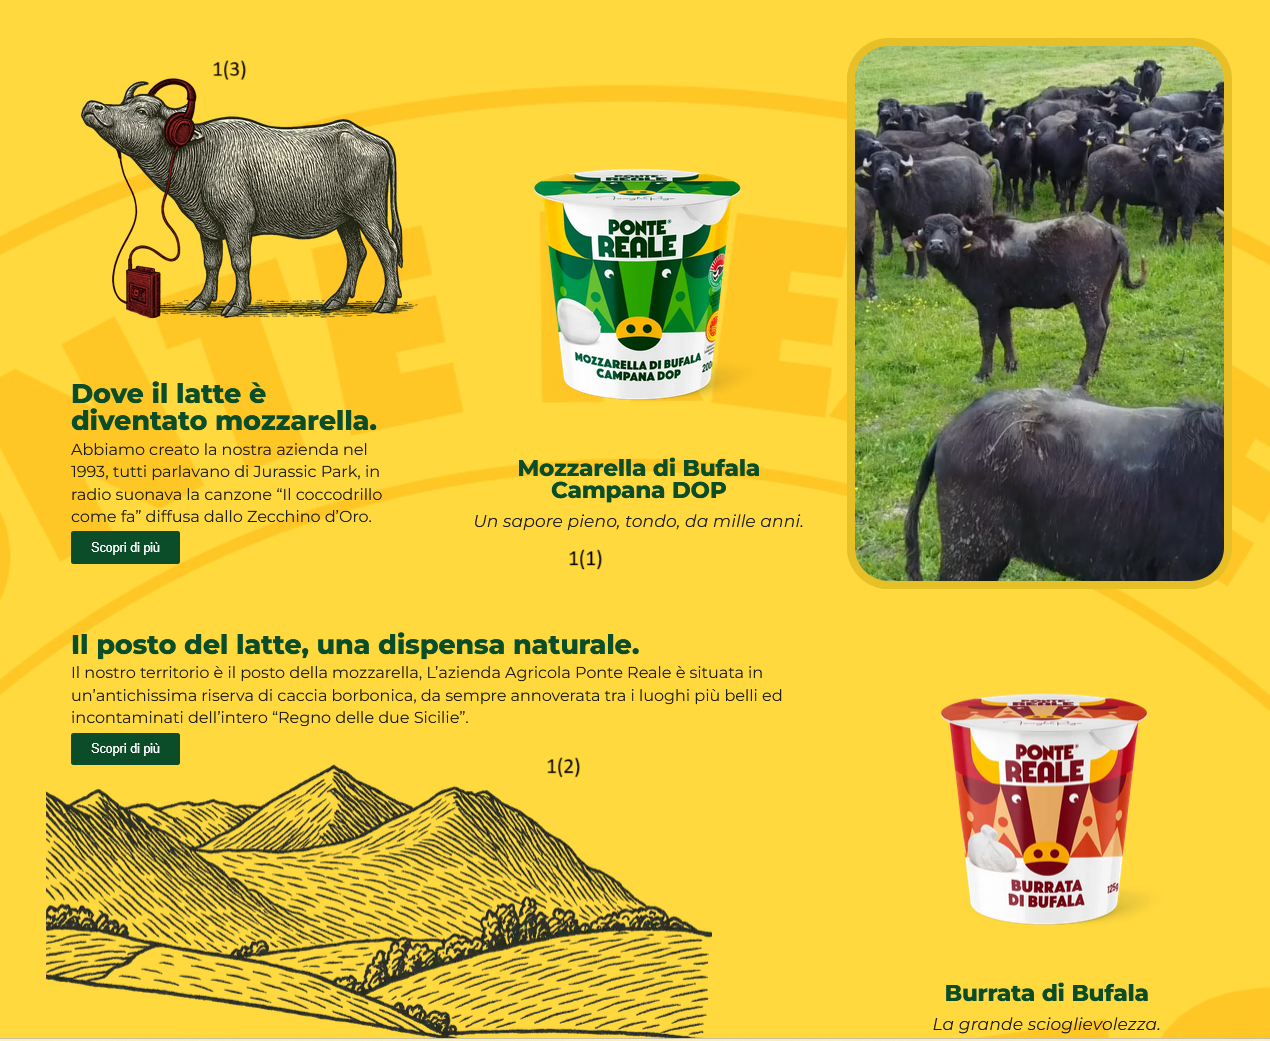 1(3)
PONTE
REALE
PONTE
REALE
MOZZARELLA DI BUFALA
CAMPANA DOP
Dove il latte è
diventato mozzarella.
Abbiamo creato la nostra azienda nel
1993, tutti parlavano di Jurassic Park, in
radio suonava la canzone “Il coccodrillo
come fa” diffusa dallo Zecchino d’Oro.
Scopri di più
Mozzarella di Bufala
Campana DOP
Un sapore pieno, tondo, da mille anni.
1(1)
Il posto del latte, una dispensa naturale.
Il nostro territorio è il posto della mozzarella, L’azienda Agricola Ponte Reale è situata in
un’antichissima riserva di caccia borbonica, da sempre annoverata tra i luoghi più belli ed
incontaminati dell’intero “Regno delle due Sicilie”.
Scopri di più
1(2)
PONTE
REALE
PONTE
REALE
BURRATA
DI BUFALA
125g
Burrata di Bufala
La grande scioglievolezza.